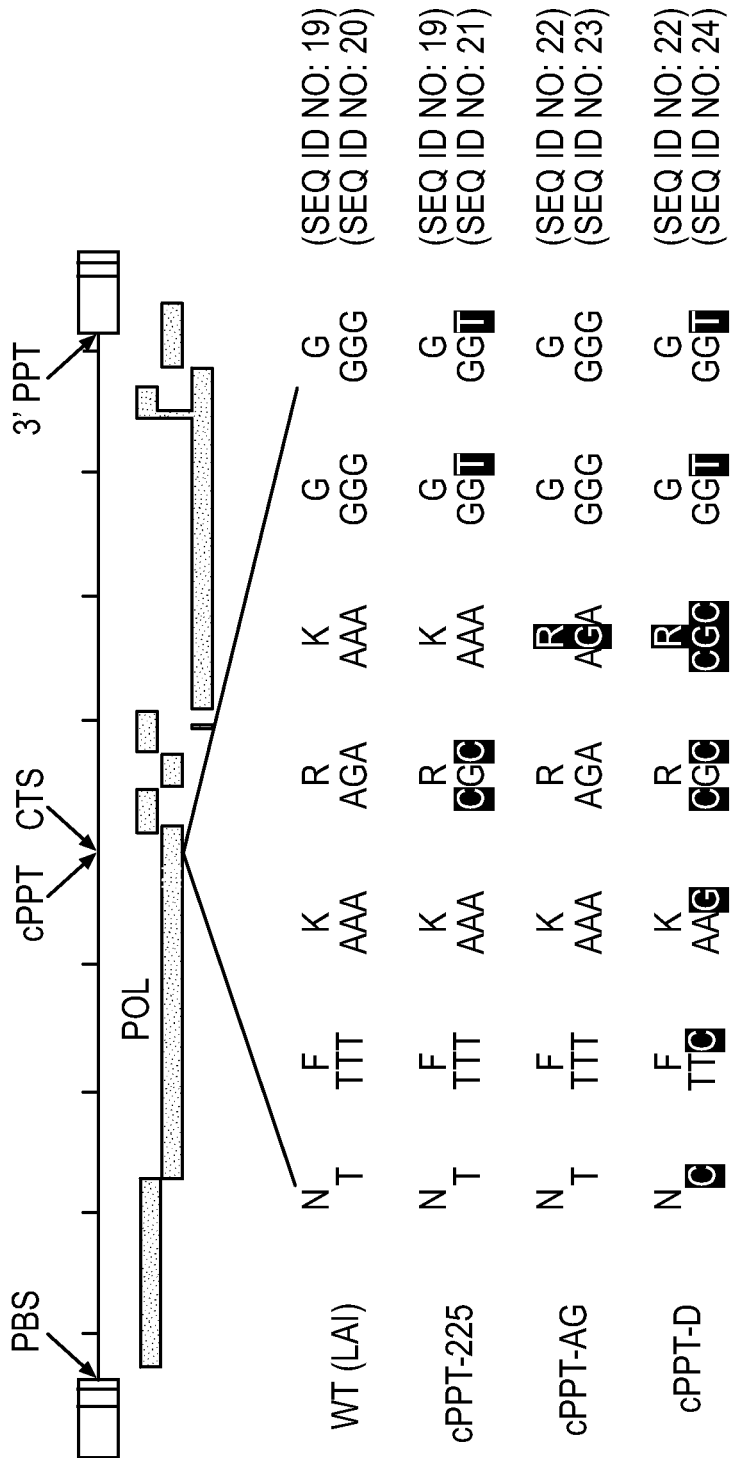 PBS cPPT CTS 3' PPT
POL
N F K R K G G (SEQ ID NO: 19)
WT (LAI) T TTT AAA AGA AAA GGG GGG (SEQ ID NO: 20)
N F K R K G G (SEQ ID NO: 19)
cPPT-225 T TTT AAA CGC AAA GGT GGT (SEQ ID NO: 21)
N F K R R G G (SEQ ID NO: 22)
cPPT-AG T TTT AAA AGA AGA GGG GGG (SEQ ID NO: 23)
N F K R R G G (SEQ ID NO: 22)
cPPT-D C TTC AAG CGC CGC GGT GGT (SEQ ID NO: 24)